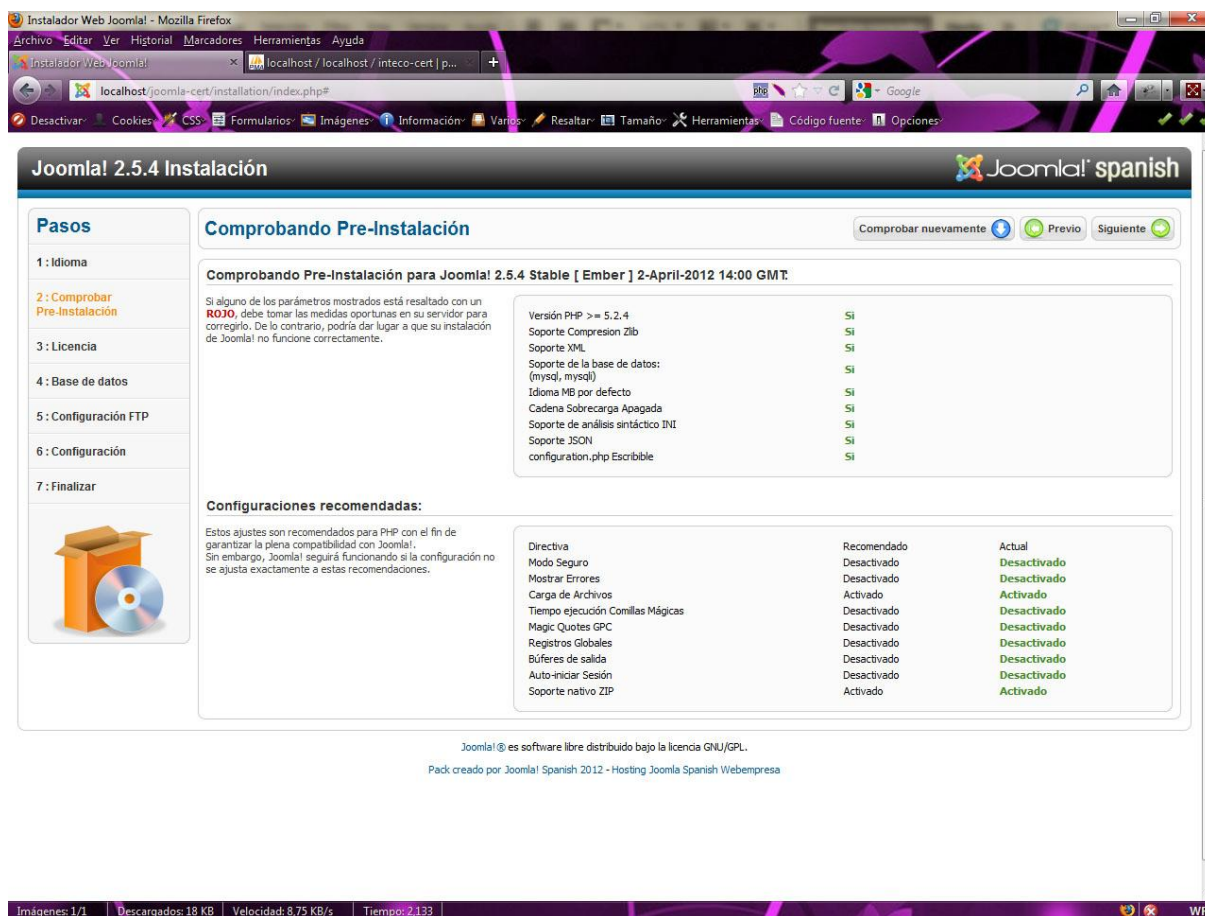 Instalador Web Joomla! - Mozilla Firefox
Archivo Editar Ver Historial Marcadores Herramientas Ayuda
Instalador Web Joomla!
localhost / localhost / inteco-cert | p...
localhost/joomla-cert/installation/index.php#
php
Google
Desactivar Cookies CSS Formularios Imágenes Información Varios Resaltar Tamaño Herramientas Código fuente Opciones
Joomla! 2.5.4 Instalación
Joomla! spanish
Pasos
1 : Idioma
2 : Comprobar
Pre-Instalación
3 : Licencia
4 : Base de datos
5 : Configuración FTP
6 : Configuración
7 : Finalizar
Comprobando Pre-Instalación
Comprobar nuevamente
Previo
Siguiente
Comprobando Pre-Instalación para Joomla! 2.5.4 Stable [ Ember ] 2-April-2012 14:00 GMT:
Si alguno de los parámetros mostrados está resaltado con un
ROJO, debe tomar las medidas oportunas en su servidor para
corregirlo. De lo contrario, podría dar lugar a que su instalación
de Joomla! no funcione correctamente.
Versión PHP >= 5.2.4 Si
Soporte Compresion Zlib Si
Soporte XML Si
Soporte de la base de datos:
(mysql, mysqli) Si
Idioma MB por defecto Si
Cadena Sobrecarga Apagada Si
Soporte de análisis sintáctico INI Si
Soporte JSON Si
configuration.php Escribible Si
Configuraciones recomendadas:
Estos ajustes son recomendados para PHP con el fin de
garantizar la plena compatibilidad con Joomla!.
Sin embargo, Joomla! seguirá funcionando si la configuración no
se ajusta exactamente a estas recomendaciones.
Directiva Recomendado Actual
Modo Seguro Desactivado Desactivado
Mostrar Errores Desactivado Desactivado
Carga de Archivos Activado Activado
Tiempo ejecución Comillas Mágicas Desactivado Desactivado
Magic Quotes GPC Desactivado Desactivado
Registros Globales Desactivado Desactivado
Búferes de salida Desactivado Desactivado
Auto-iniciar Sesión Desactivado Desactivado
Soporte nativo ZIP Activado Activado
Joomla! ® es software libre distribuido bajo la licencia GNU/GPL.
Pack creado por Joomla! Spanish 2012 - Hosting Joomla Spanish Webempresa
Imágenes: 1/1 Descargados: 18 KB Velocidad: 8,75 KB/s Tiempo: 2,133